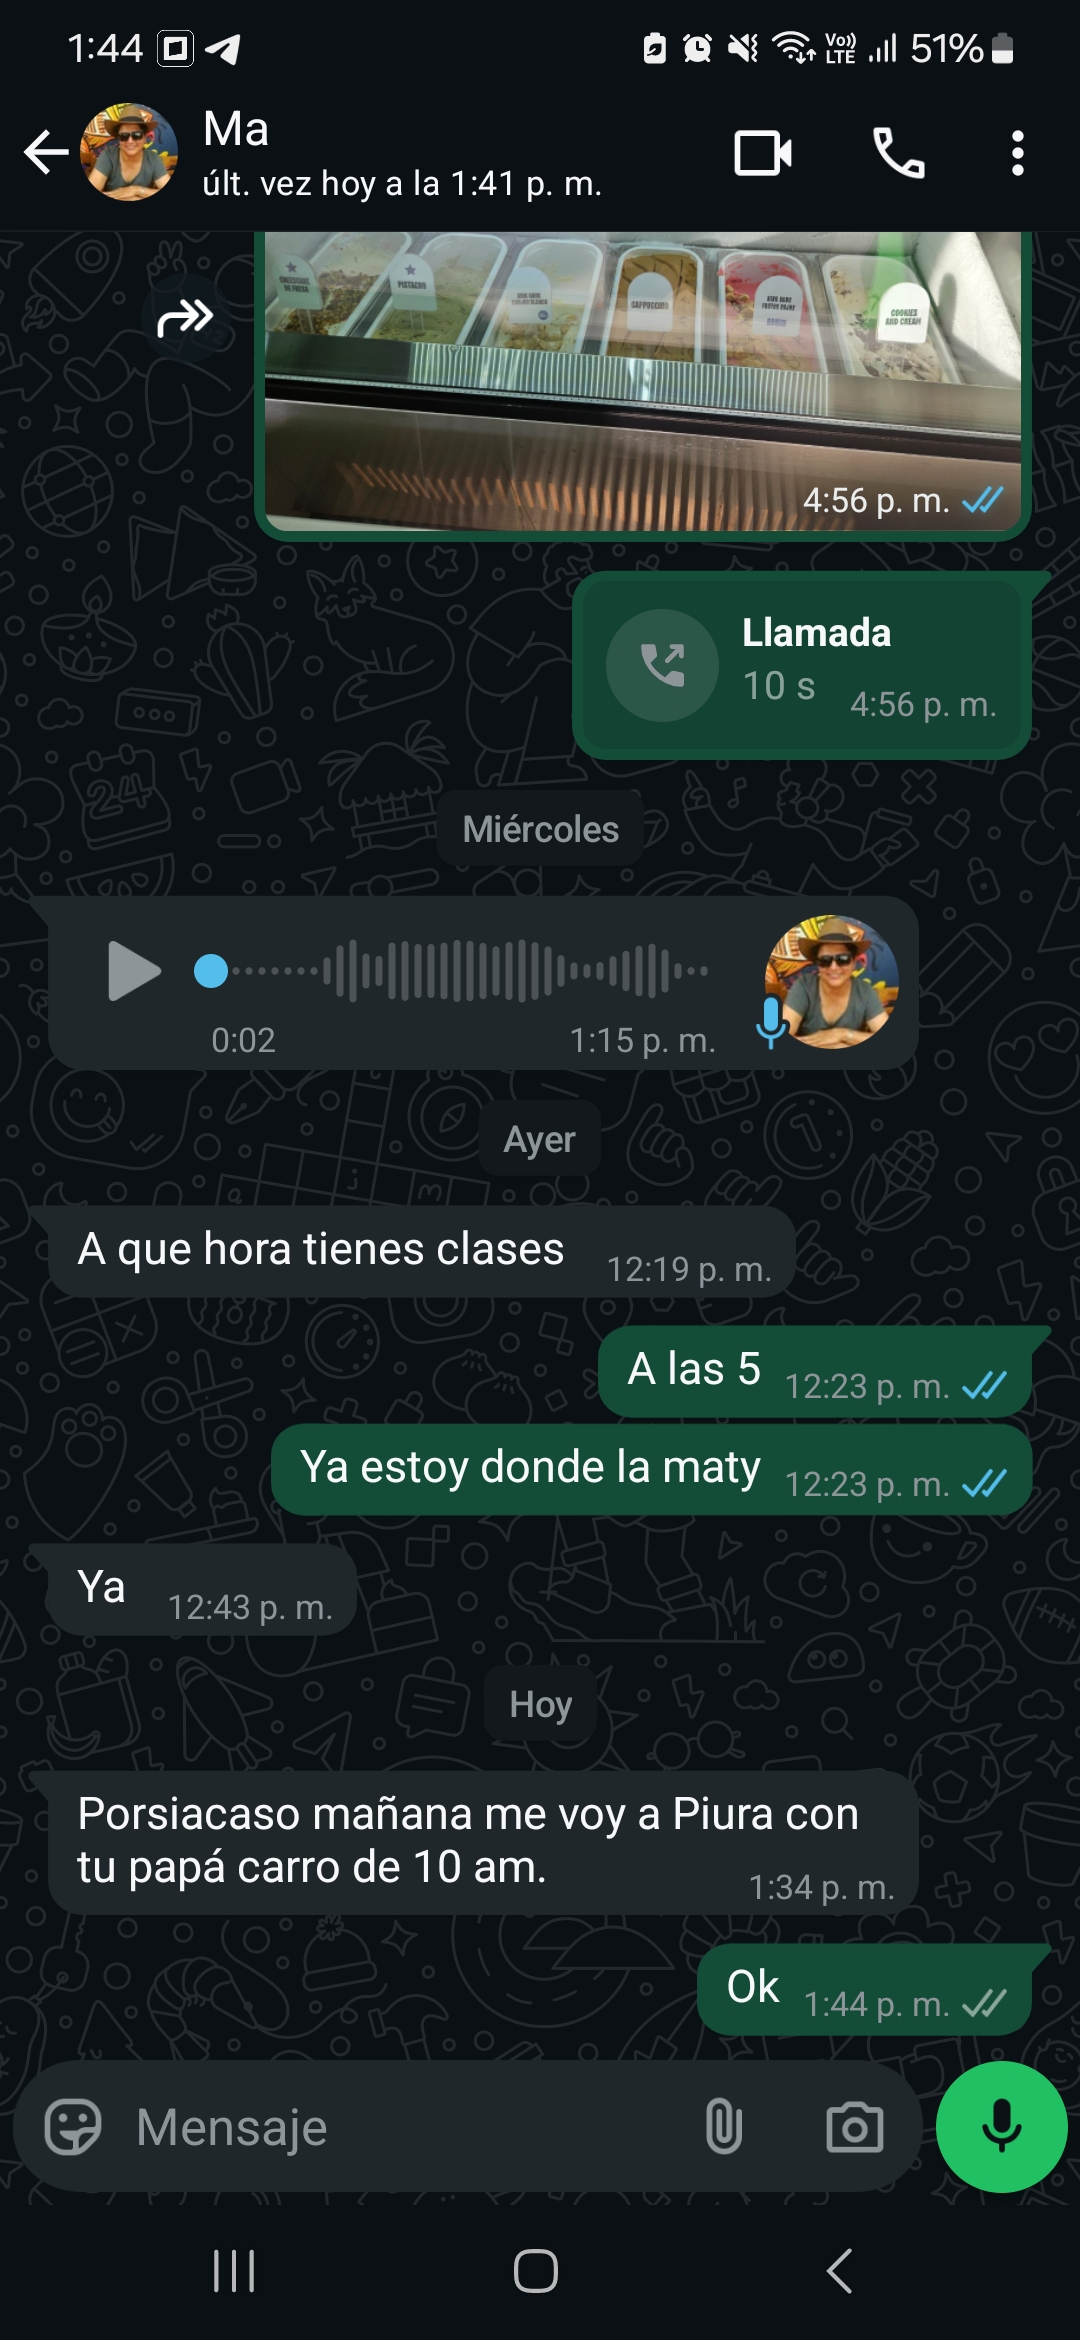 1:44
Vo))
LTE
51%
Ma
últ. vez hoy a la 1:41 p. m.
PISTACHO
CAPPUCCINO
COOKIES
AND CREAM
4:56 p. m.
Llamada
10 s
4:56 p. m.
Miércoles
0:02
1:15 p. m.
Ayer
A que hora tienes clases
12:19 p. m.
A las 5
12:23 p. m.
Ya estoy donde la maty
12:23 p. m.
Ya
12:43 p. m.
Hoy
Porsiacaso mañana me voy a Piura con
tu papá carro de 10 am.
1:34 p. m.
Ok
1:44 p. m.
Mensaje